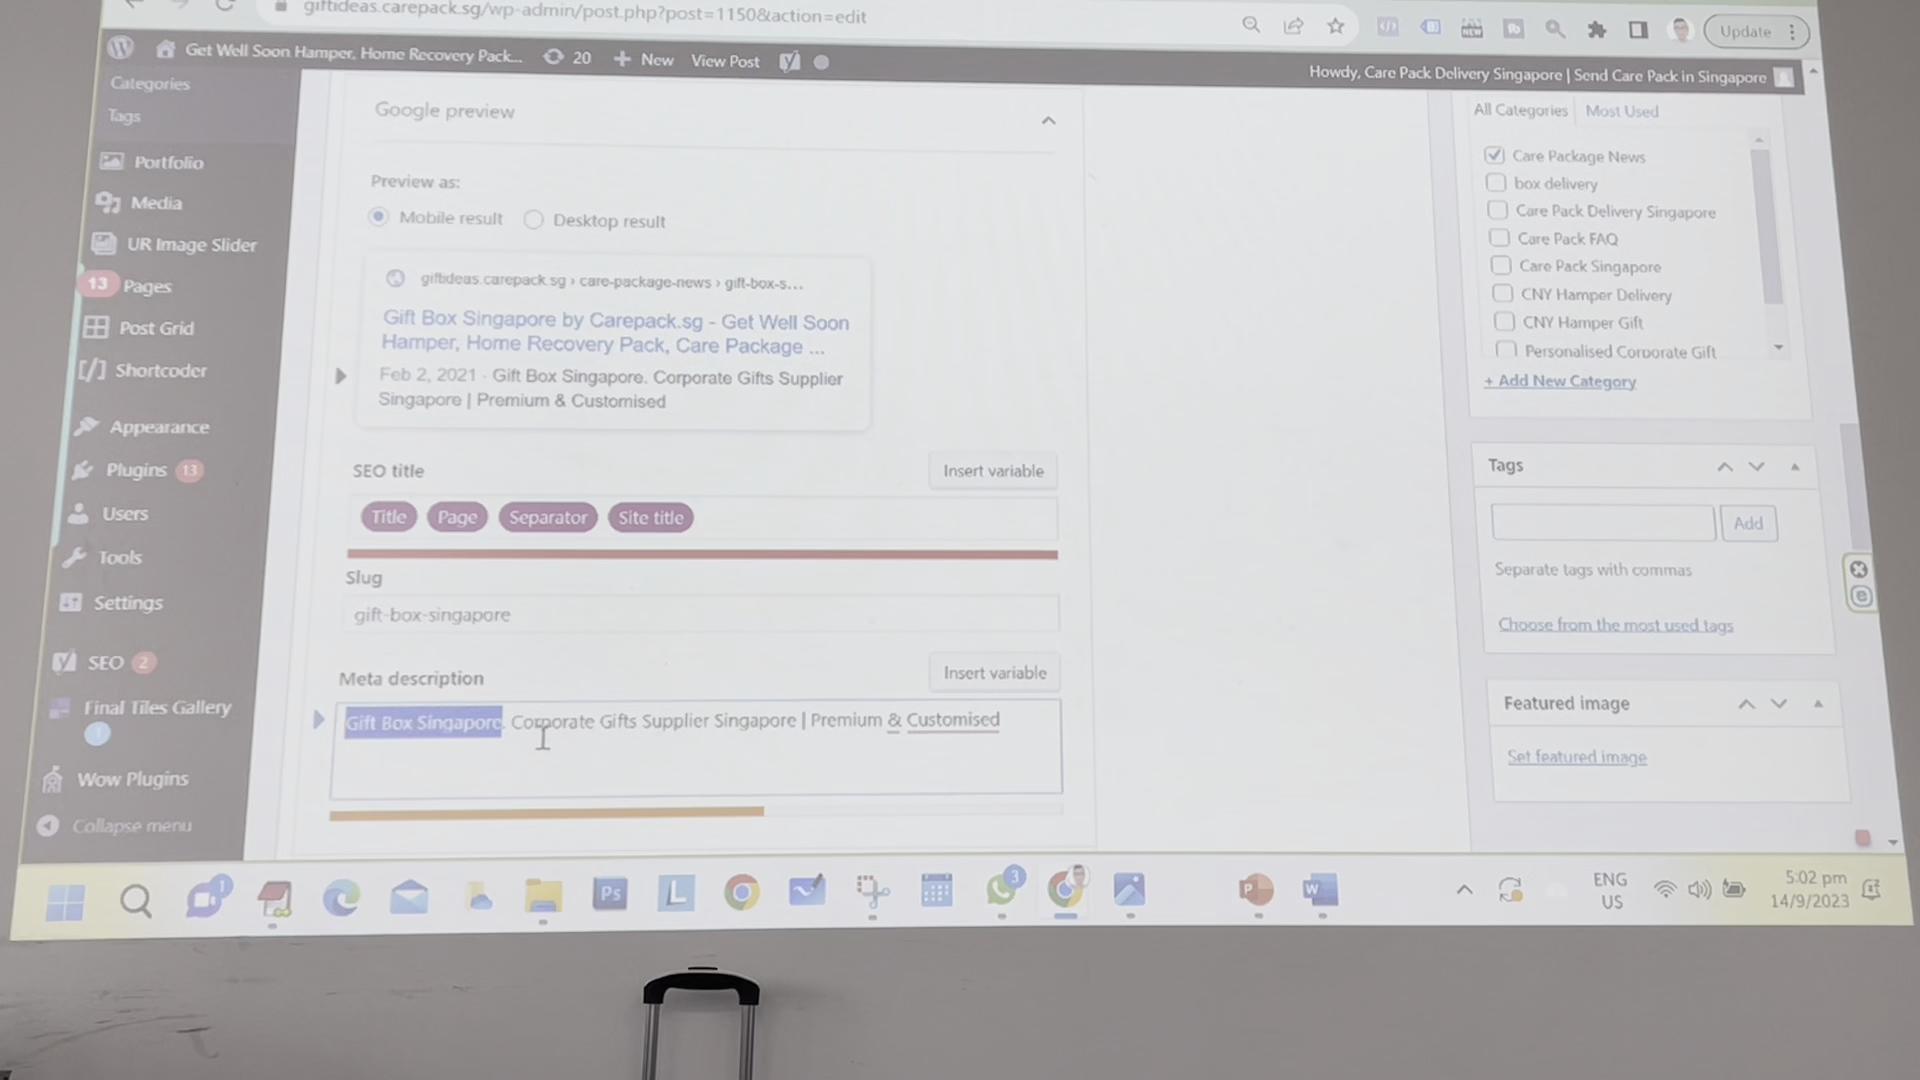 giftideas.carepack.sg/wp-admin/post.php?post=1150&action=edit
Update
Get Well Soon Hamper, Home Recovery Pack...
20
New
View Post
Howdy, Care Pack Delivery Singapore | Send Care Pack in Singapore
Categories
Tags
Portfolio
Media
UR Image Slider
13
Pages
Post Grid
[/] Shortcoder
Appearance
Plugins 13
Users
Tools
Settings
SEO 2
Final Tiles Gallery
Wow Plugins
Collapse menu
Google preview
Preview as:
Mobile result
Desktop result
giftideas.carepack.sg › care-package-news › gift-box-s...
Gift Box Singapore by Carepack.sg - Get Well Soon
Hamper, Home Recovery Pack, Care Package ...
Feb 2, 2021 · Gift Box Singapore. Corporate Gifts Supplier
Singapore | Premium & Customised
SEO title
Insert variable
Title
Page
Separator
Site title
Slug
gift-box-singapore
Meta description
Insert variable
Gift Box Singapore. Corporate Gifts Supplier Singapore | Premium & Customised
All Categories
Most Used
Care Package News
box delivery
Care Pack Delivery Singapore
Care Pack FAQ
Care Pack Singapore
CNY Hamper Delivery
CNY Hamper Gift
Personalised Corporate Gift
+ Add New Category
Tags
Add
Separate tags with commas
Choose from the most used tags
Featured image
Set featured image
1
Ps
L
3
P
W
ENG
US
5:02 pm
14/9/2023